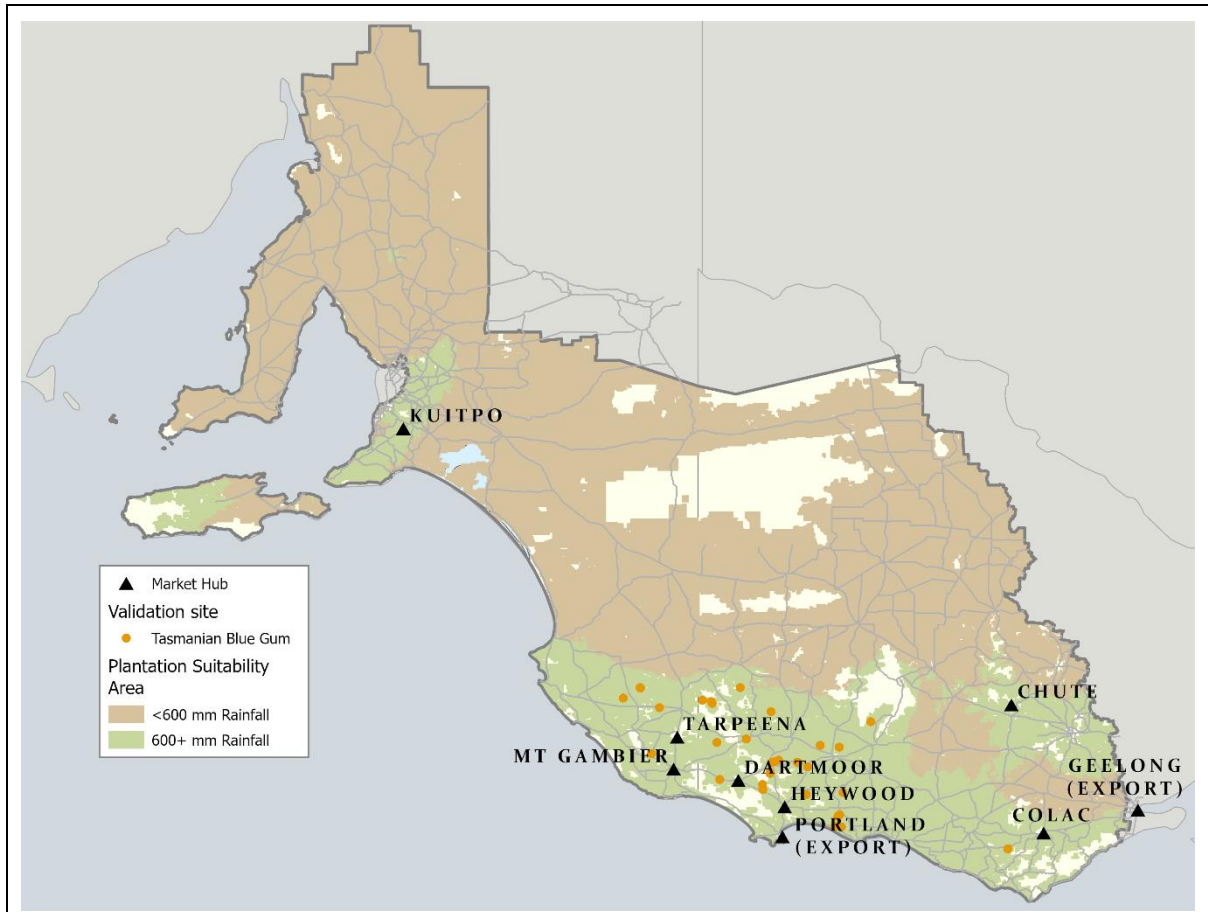 KUITPO
Market Hub
Validation site
Tasmanian Blue Gum
Plantation Suitability
Area
<600 mm Rainfall
600+ mm Rainfall
CHUTE
TARPEENA
MT GAMBIER
DARTMOOR
HEYWOOD
PORTLAND
(EXPORT)
GEELONG
(EXPORT)
COLAC